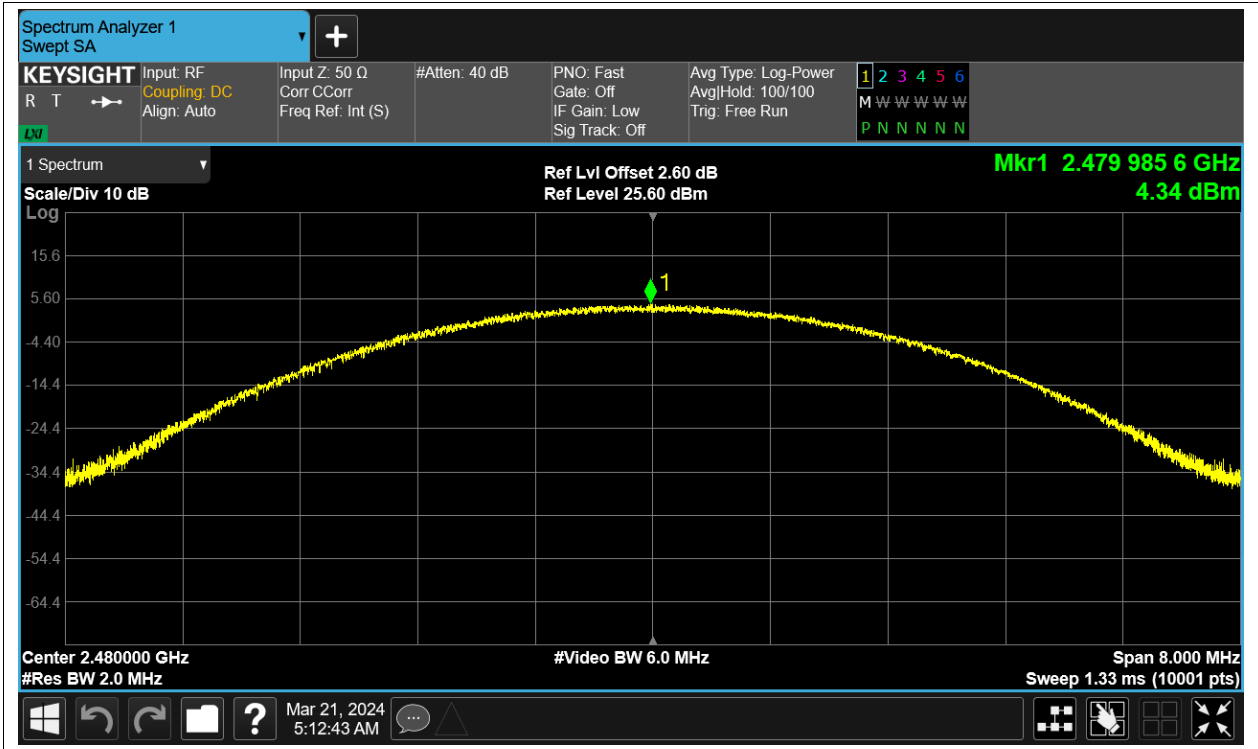 Spectrum Analyzer 1
Swept SA
KEYSIGHT
R T
LXI
Input: RF
Coupling: DC
Align: Auto
Input Z: 50 Ω
Corr CCorr
Freq Ref: Int (S)
#Atten: 40 dB
PNO: Fast
Gate: Off
IF Gain: Low
Sig Track: Off
Avg Type: Log-Power
Avg|Hold: 100/100
Trig: Free Run
1 2 3 4 5 6
M W W W W W
P N N N N N
1 Spectrum
Scale/Div 10 dB
Log
Ref Lvl Offset 2.60 dB
Ref Level 25.60 dBm
Mkr1 2.479 985 6 GHz
4.34 dBm
1
15.6
5.60
-4.40
-14.4
-24.4
-34.4
-44.4
-54.4
-64.4
Center 2.480000 GHz
#Res BW 2.0 MHz
#Video BW 6.0 MHz
Span 8.000 MHz
Sweep 1.33 ms (10001 pts)
?
Mar 21, 2024
5:12:43 AM